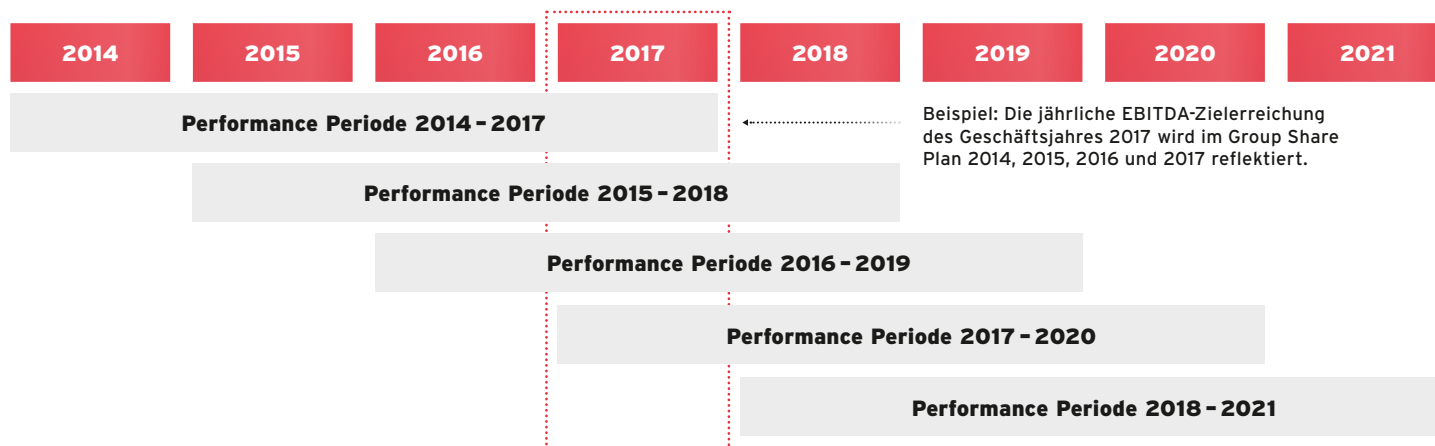 2014 2015 2016 2017 2018 2019 2020 2021
Performance Periode 2014 – 2017
Beispiel: Die jährliche EBITDA-Zielerreichung
des Geschäftsjahres 2017 wird im Group Share
Plan 2014, 2015, 2016 und 2017 reflektiert.
Performance Periode 2015 – 2018
Performance Periode 2016 – 2019
Performance Periode 2017 – 2020
Performance Periode 2018 – 2021